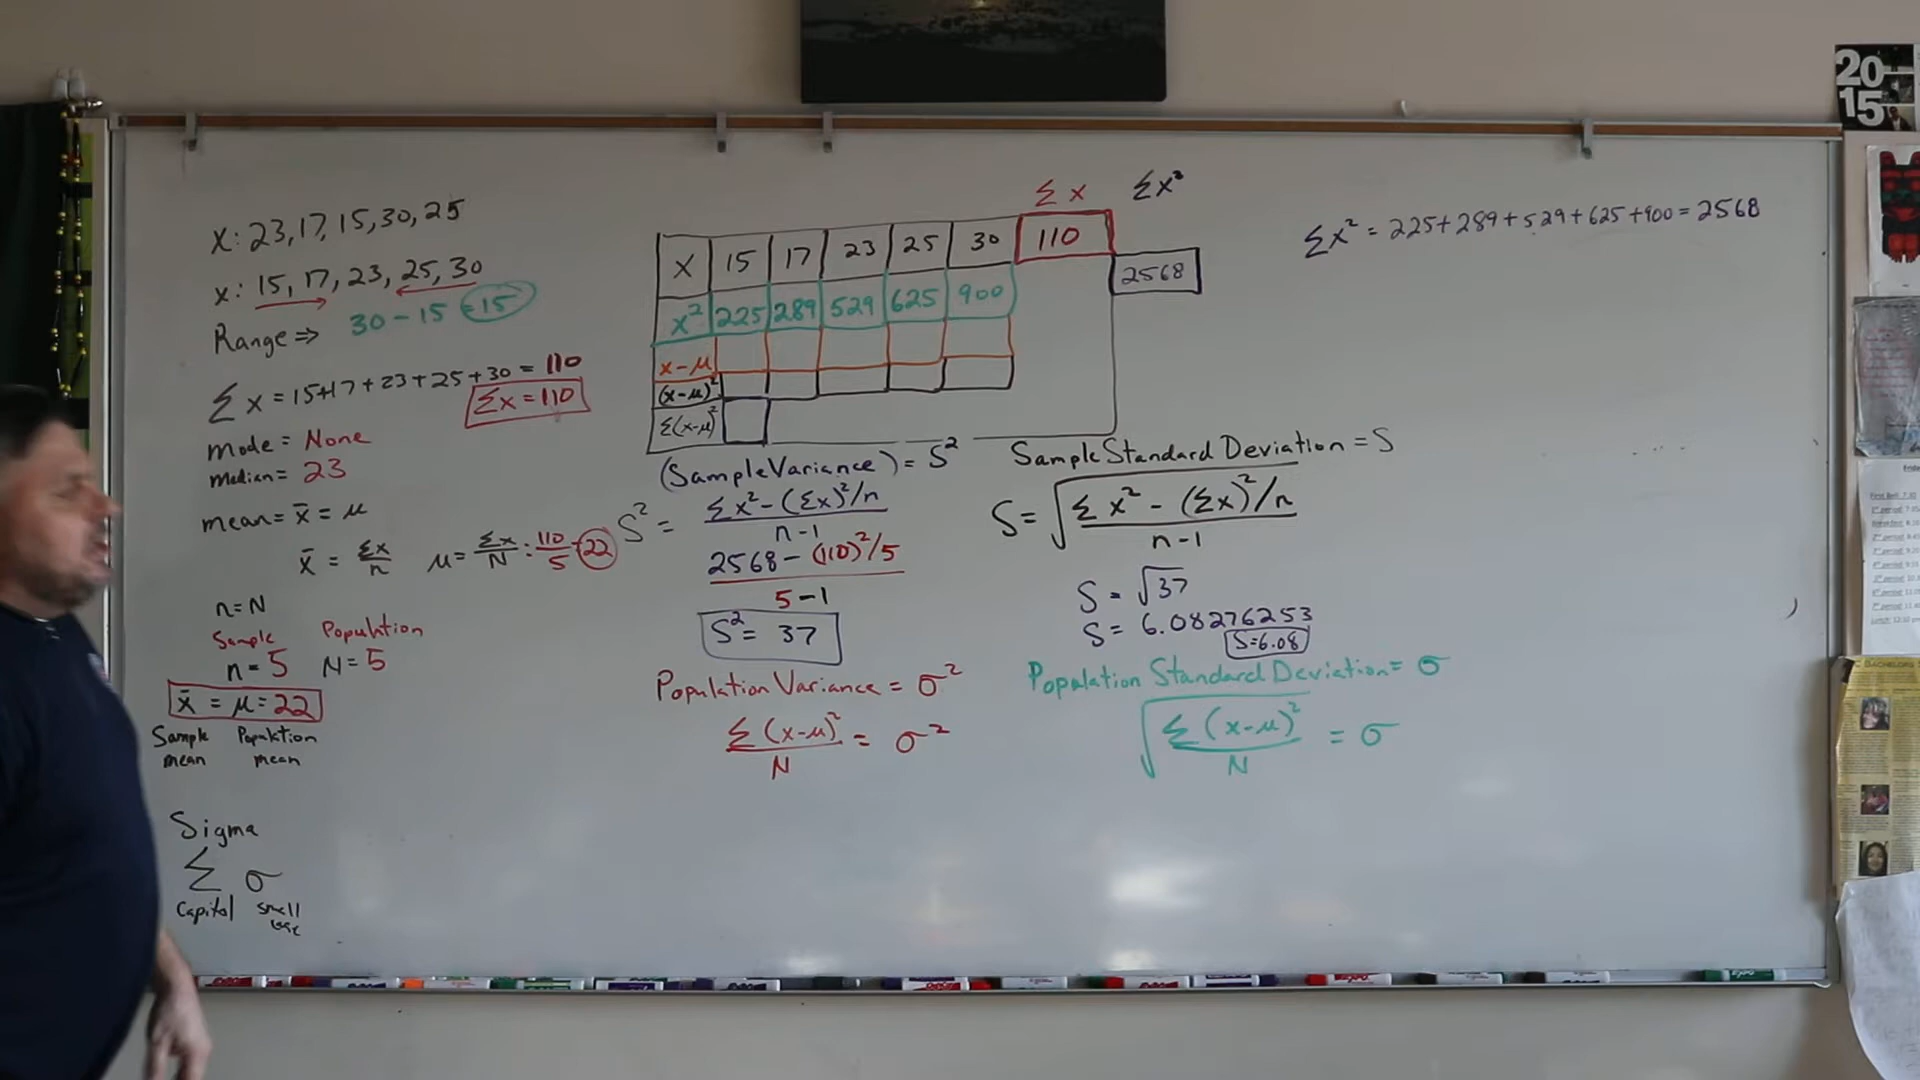 x: 23, 17, 15, 30, 25
x: 15, 17, 23, 25, 30
Range ⇒ 30 - 15 = 15
Σx = 15+17+23+25+30 = 110
Σx = 110
mode = None
Median = 23
mean = x̄ = μ
x̄ = Σx/n μ = Σx/N : 110/5 = 22
n = N
Sample Population
n = 5 N = 5
x̄ = μ = 22
Sample mean Population mean
Sigma
Σ σ
Capitol small case
Σx Σx²
x 15 17 23 25 30 110
x² 225 289 529 625 900 2568
x-μ
(x-μ)²
Σ(x-μ)²
(Sample Variance) = S²
S² = Σx² - (Σx)²/n
n-1
2568 - (110)²/5
5-1
S² = 37
Population Variance = σ²
Σ(x-μ)²/N = σ²
Sample Standard Deviation = S
S = √(Σx² - (Σx)²/n
n-1
S = √37
S = 6.08276253
S=6.08
Population Standard Deviation = σ
√Σ(x-μ)²/N = σ
Σx² = 225+289+529+625+900 = 2568
20
15